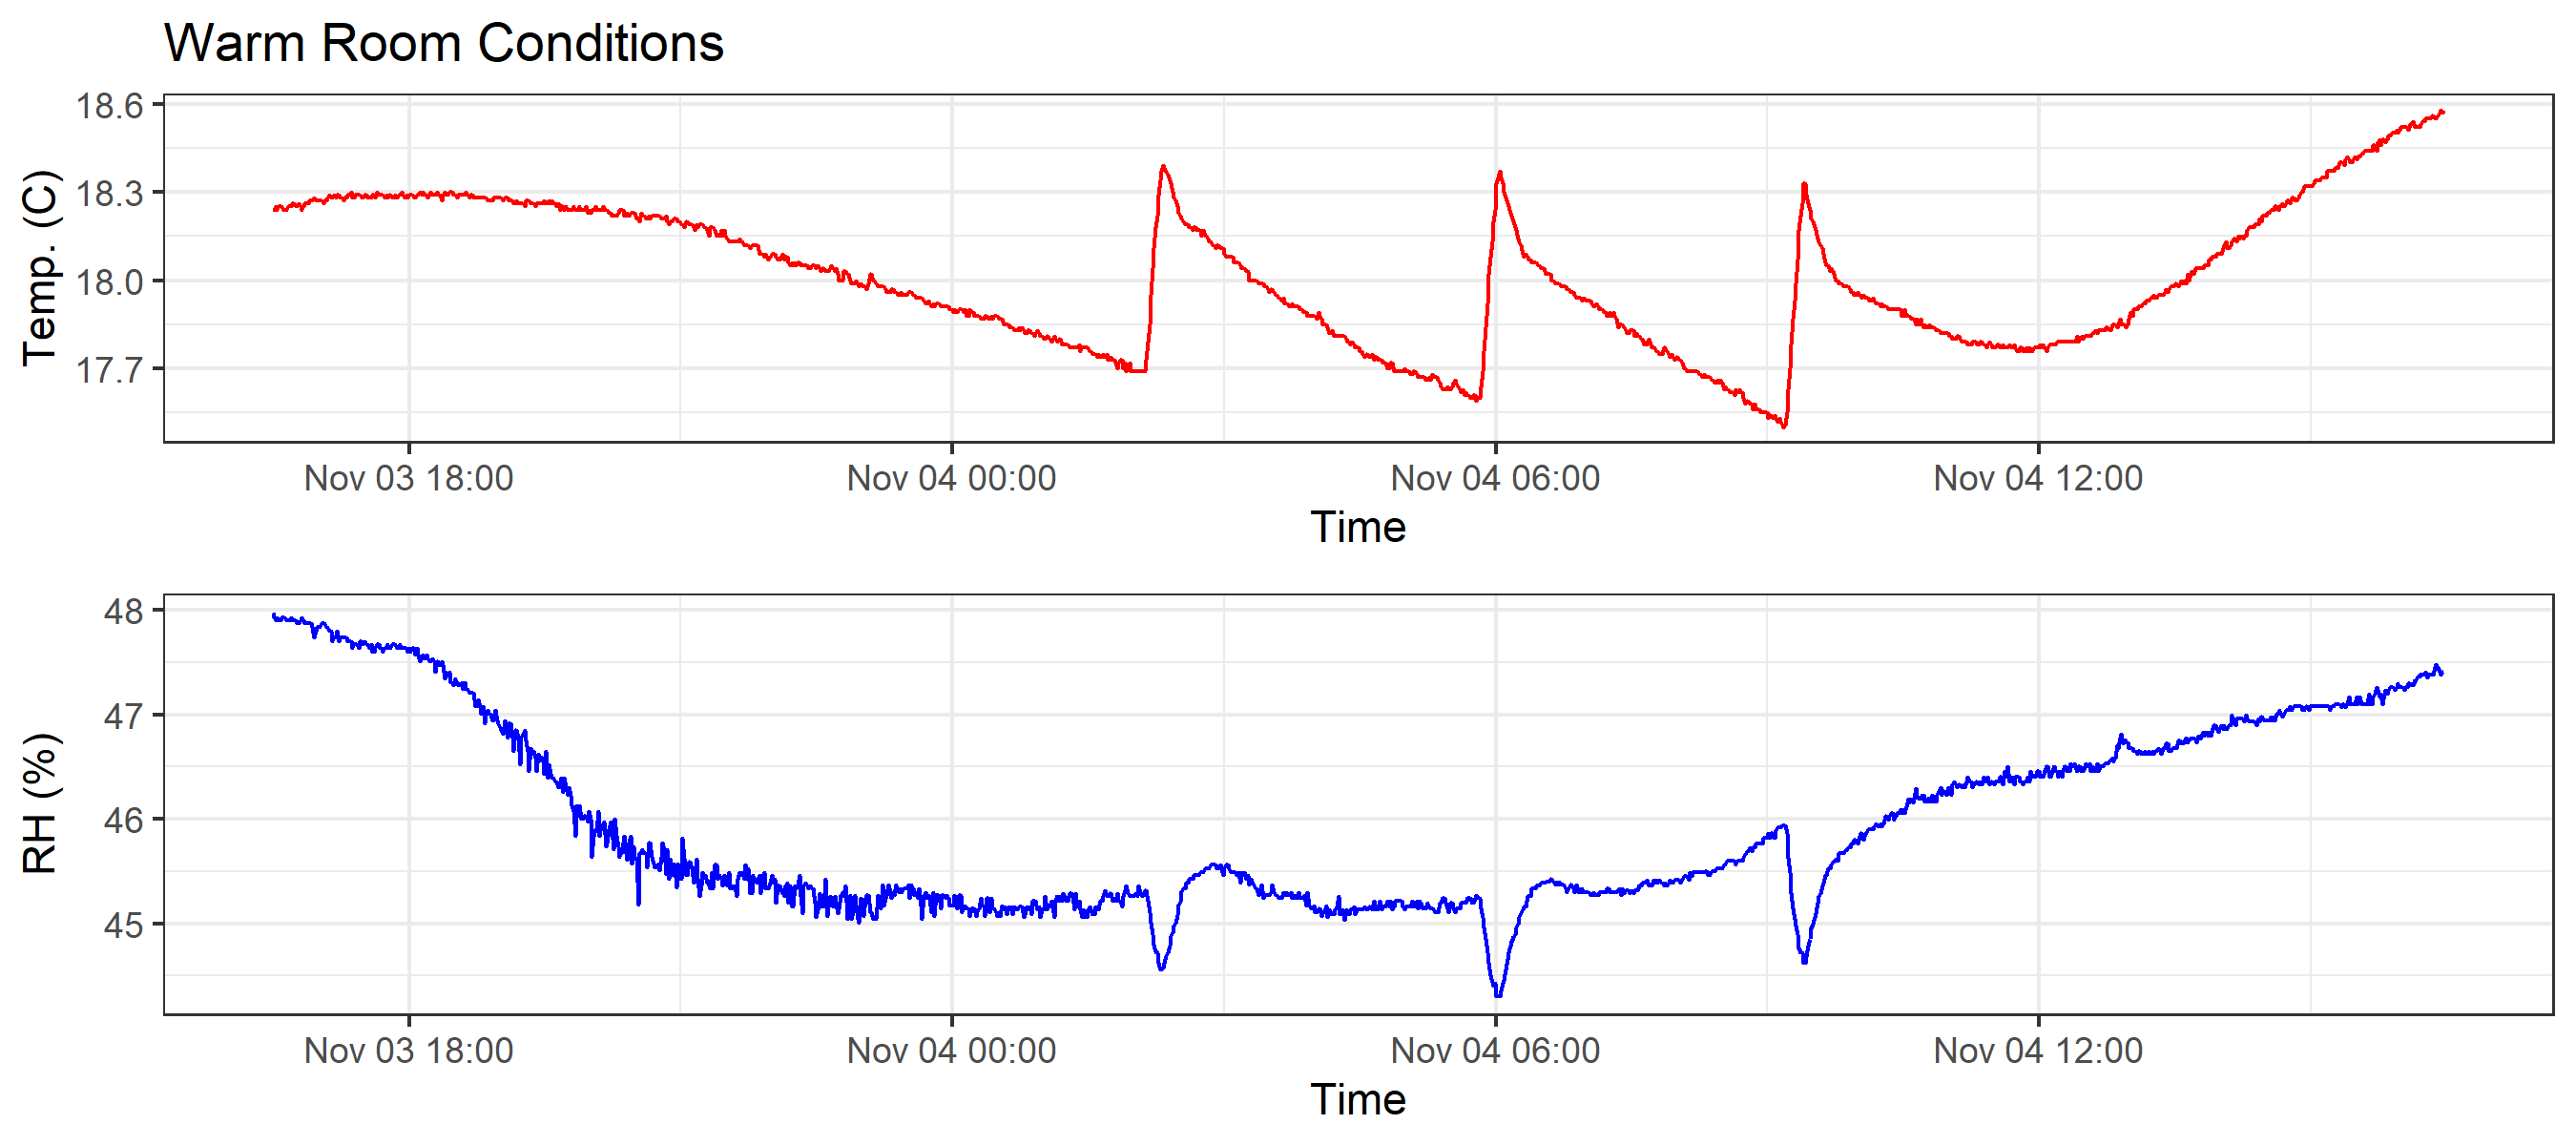 Warm Room Conditions
18.6
18.3
18.0
17.7
Temp. (C)
Nov 03 18:00 Nov 04 00:00 Nov 04 06:00 Nov 04 12:00
Time
48
47
46
45
RH (%)
Nov 03 18:00 Nov 04 00:00 Nov 04 06:00 Nov 04 12:00
Time